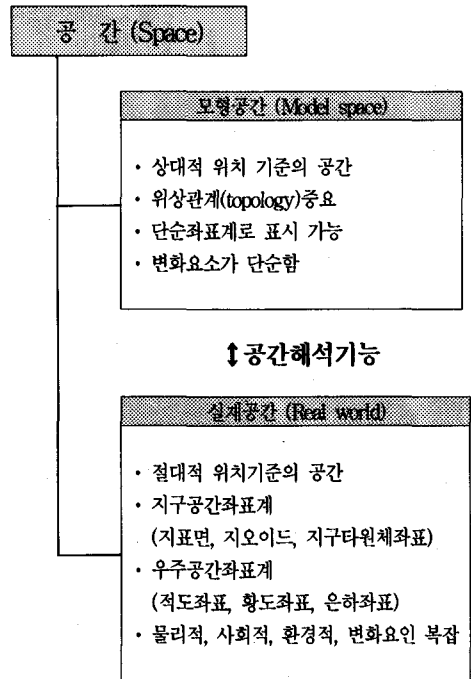 공 간 (Space)
모형공간 (Model space)
· 상대적 위치 기준의 공간
· 위상관계(topology)중요
· 단순좌표계로 표시 가능
· 변화요소가 단순함
↕공간해석기능
실재공간 (Real world)
· 절대적 위치기준의 공간
· 지구공간좌표계
(지표면, 지오이드, 지구타원체좌표)
· 우주공간좌표계
(적도좌표, 황도좌표, 은하좌표)
· 물리적, 사회적, 환경적, 변화요인 복잡